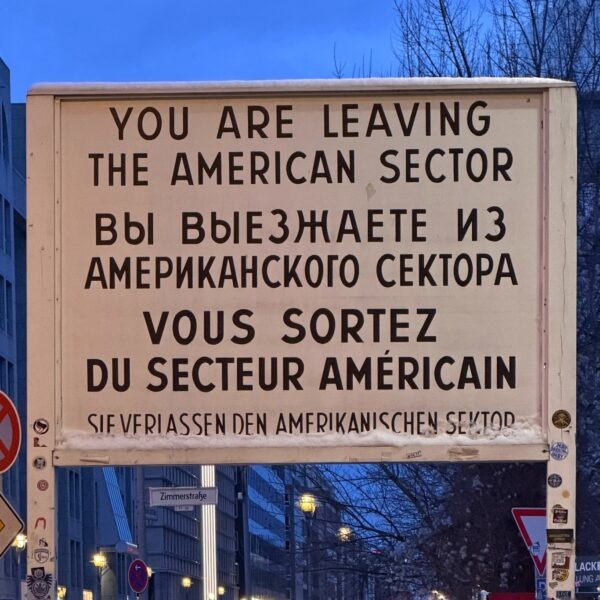 YOU ARE LEAVING
THE AMERICAN SECTOR
ВЫ ВЫЕЗЖАЕТЕ ИЗ
АМЕРИКАНСКОГО СЕКТОРА
VOUS SORTEZ
DU SECTEUR AMÉRICAIN
SIE VERLASSEN DEN AMERIKANISCHEN SEKTOR
Zimmerstraße